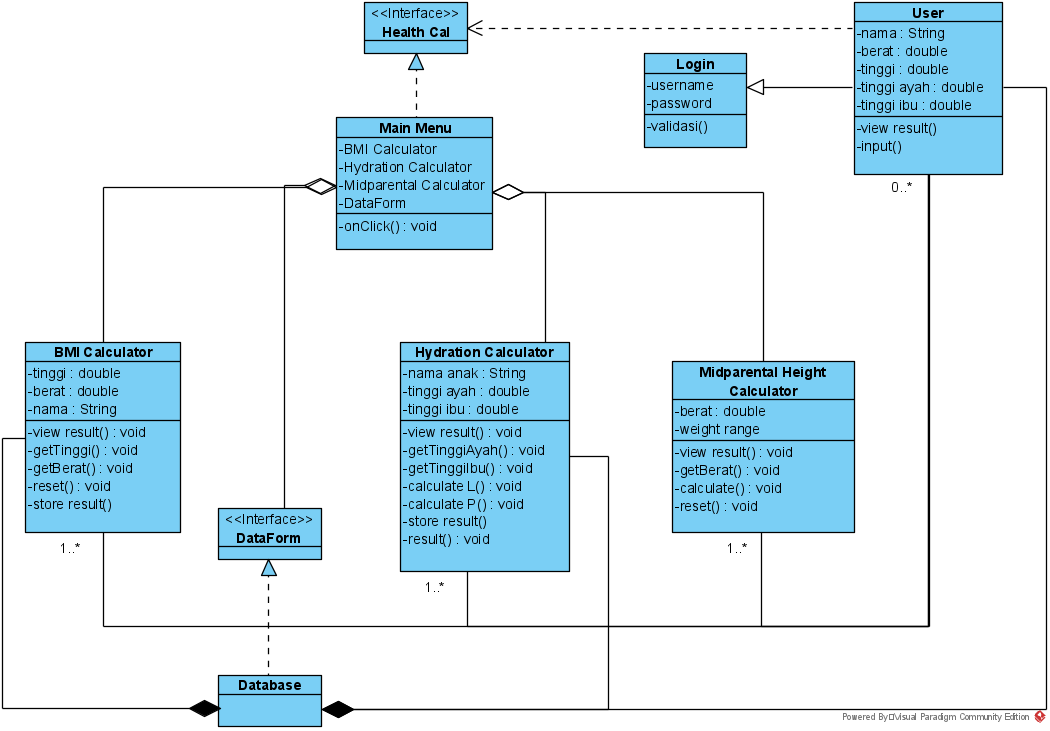 <<Interface>>
Health Cal
User
-nama : String
-berat : double
-tinggi : double
-tinggi ayah : double
-tinggi ibu : double
-view result()
-input()
0..*
Login
-username
-password
-validasi()
Main Menu
-BMI Calculator
-Hydration Calculator
-Midparental Calculator
-DataForm
-onClick() : void
BMI Calculator
-tinggi : double
-berat : double
-nama : String
-view result() : void
-getTinggi() : void
-getBerat() : void
-reset() : void
-store result()
1..*
Hydration Calculator
-nama anak : String
-tinggi ayah : double
-tinggi ibu : double
-view result() : void
-getTinggiAyah() : void
-getTinggiIbu() : void
-calculate L() : void
-calculate P() : void
-store result()
-result() : void
1..*
Midparental Height
Calculator
-berat : double
-weight range
-view result() : void
-getBerat() : void
-calculate() : void
-reset() : void
1..*
<<Interface>>
DataForm
Database
Powered By Visual Paradigm Community Edition